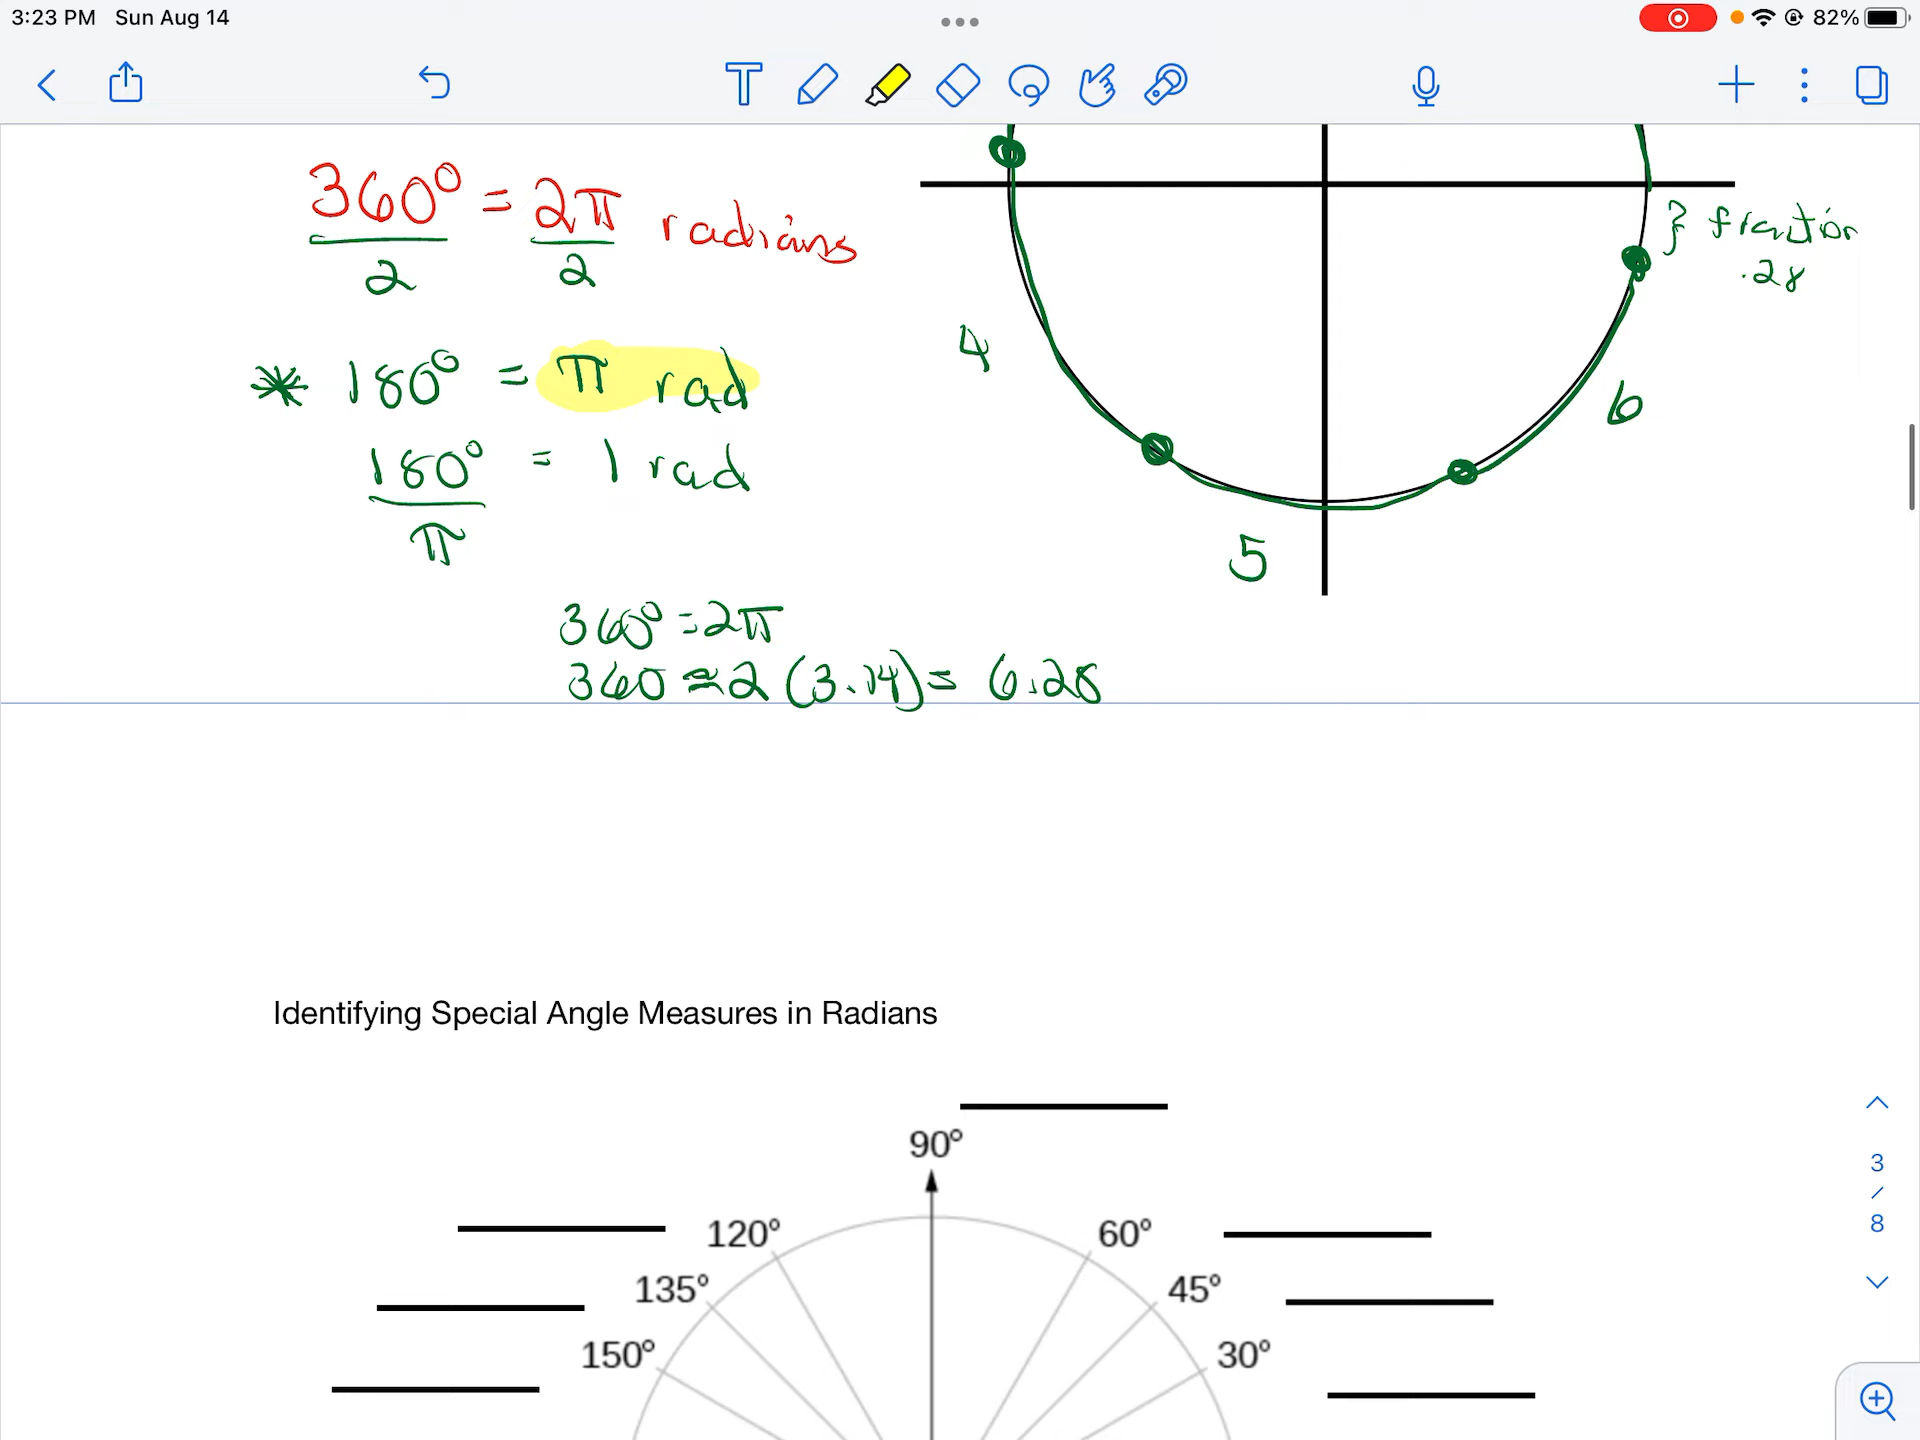 3:23 PM Sun Aug 14
82%
360° = 2π radians
2 2
} fraction
.28
* 180° = π rad
180° = 1 rad
π
4
6
5
360° = 2π
360 ≈ 2 (3.14) = 6.28
Identifying Special Angle Measures in Radians
90°
120° 60°
135° 45°
150° 30°
3
/
8